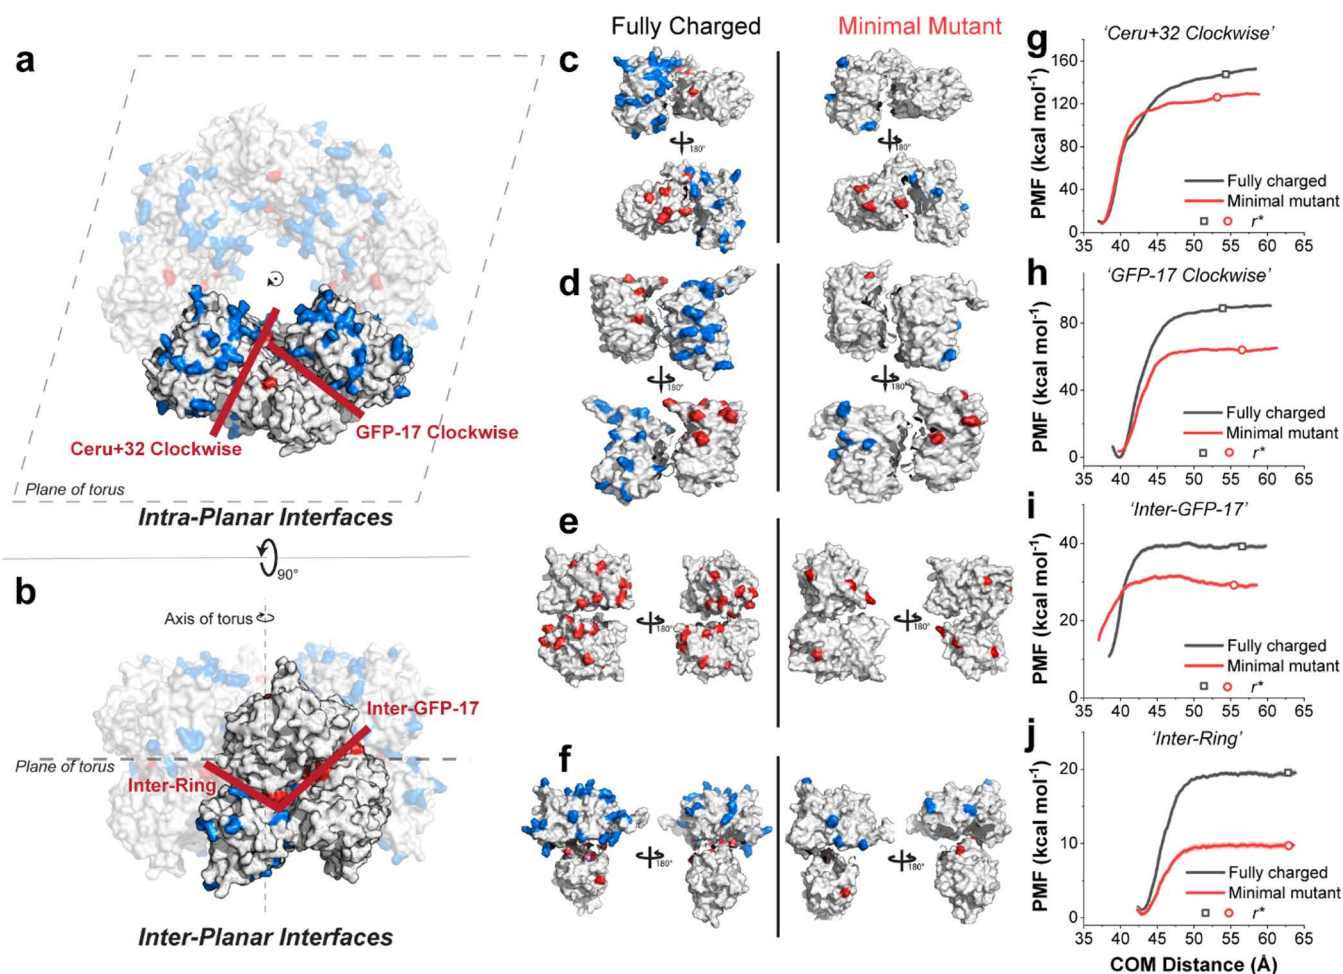 a
Ceru+32 Clockwise
GFP-17 Clockwise
Plane of torus
Intra-Planar Interfaces
90°
b
Axis of torus
Inter-GFP-17
Plane of torus
Inter-Ring
Inter-Planar Interfaces
Fully Charged
Minimal Mutant
c
180°
180°
d
180°
180°
e
180°
180°
f
180°
180°
g
'Ceru+32 Clockwise'
PMF (kcal mol-1)
160
120
80
40
0
Fully charged
Minimal mutant
r*
35 40 45 50 55 60 65
h
'GFP-17 Clockwise'
PMF (kcal mol-1)
80
40
0
Fully charged
Minimal mutant
r*
35 40 45 50 55 60 65
i
'Inter-GFP-17'
PMF (kcal mol-1)
40
30
20
10
0
Fully charged
Minimal mutant
r*
35 40 45 50 55 60 65
j
'Inter-Ring'
PMF (kcal mol-1)
20
10
0
Fully charged
Minimal mutant
r*
35 40 45 50 55 60 65
COM Distance (Å)